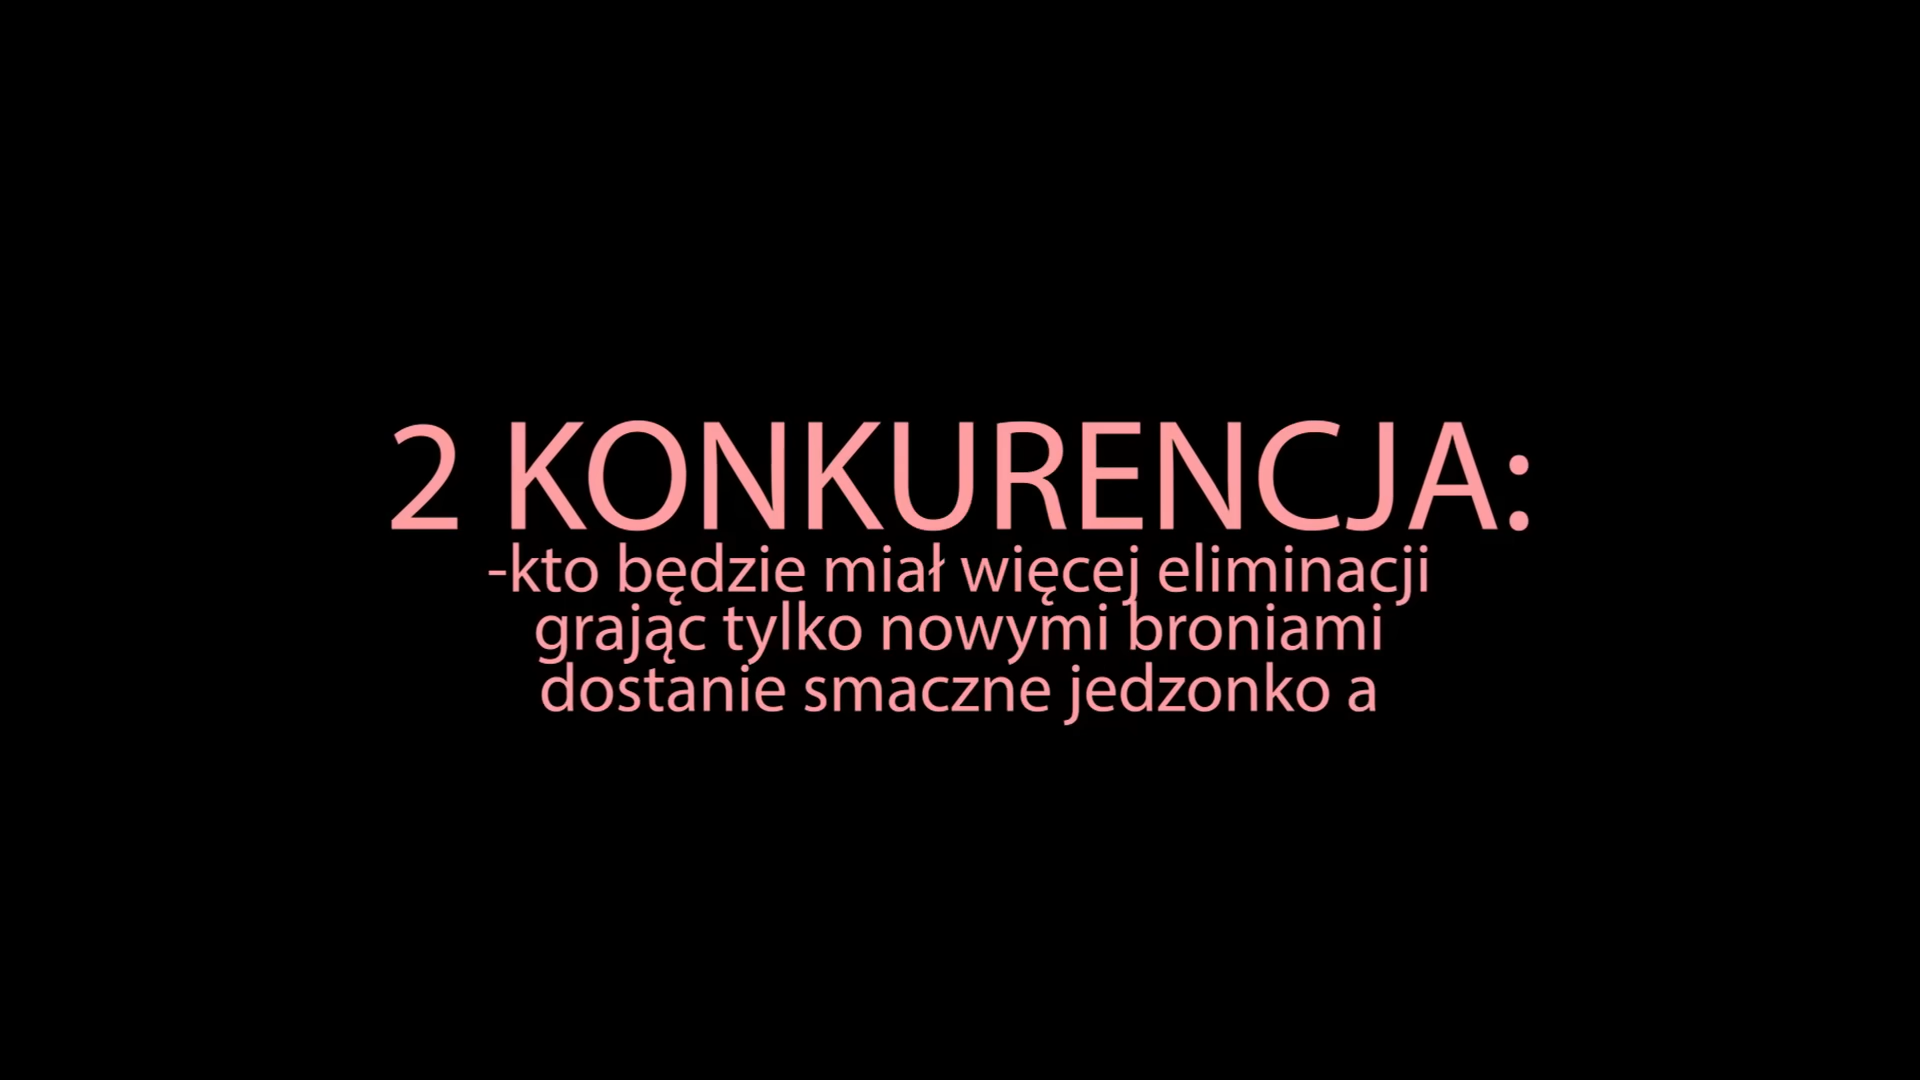 2 KONKURENCJA:
-kto będzie miał więcej eliminacji
grając tylko nowymi broniami
dostanie smaczne jedzonko a